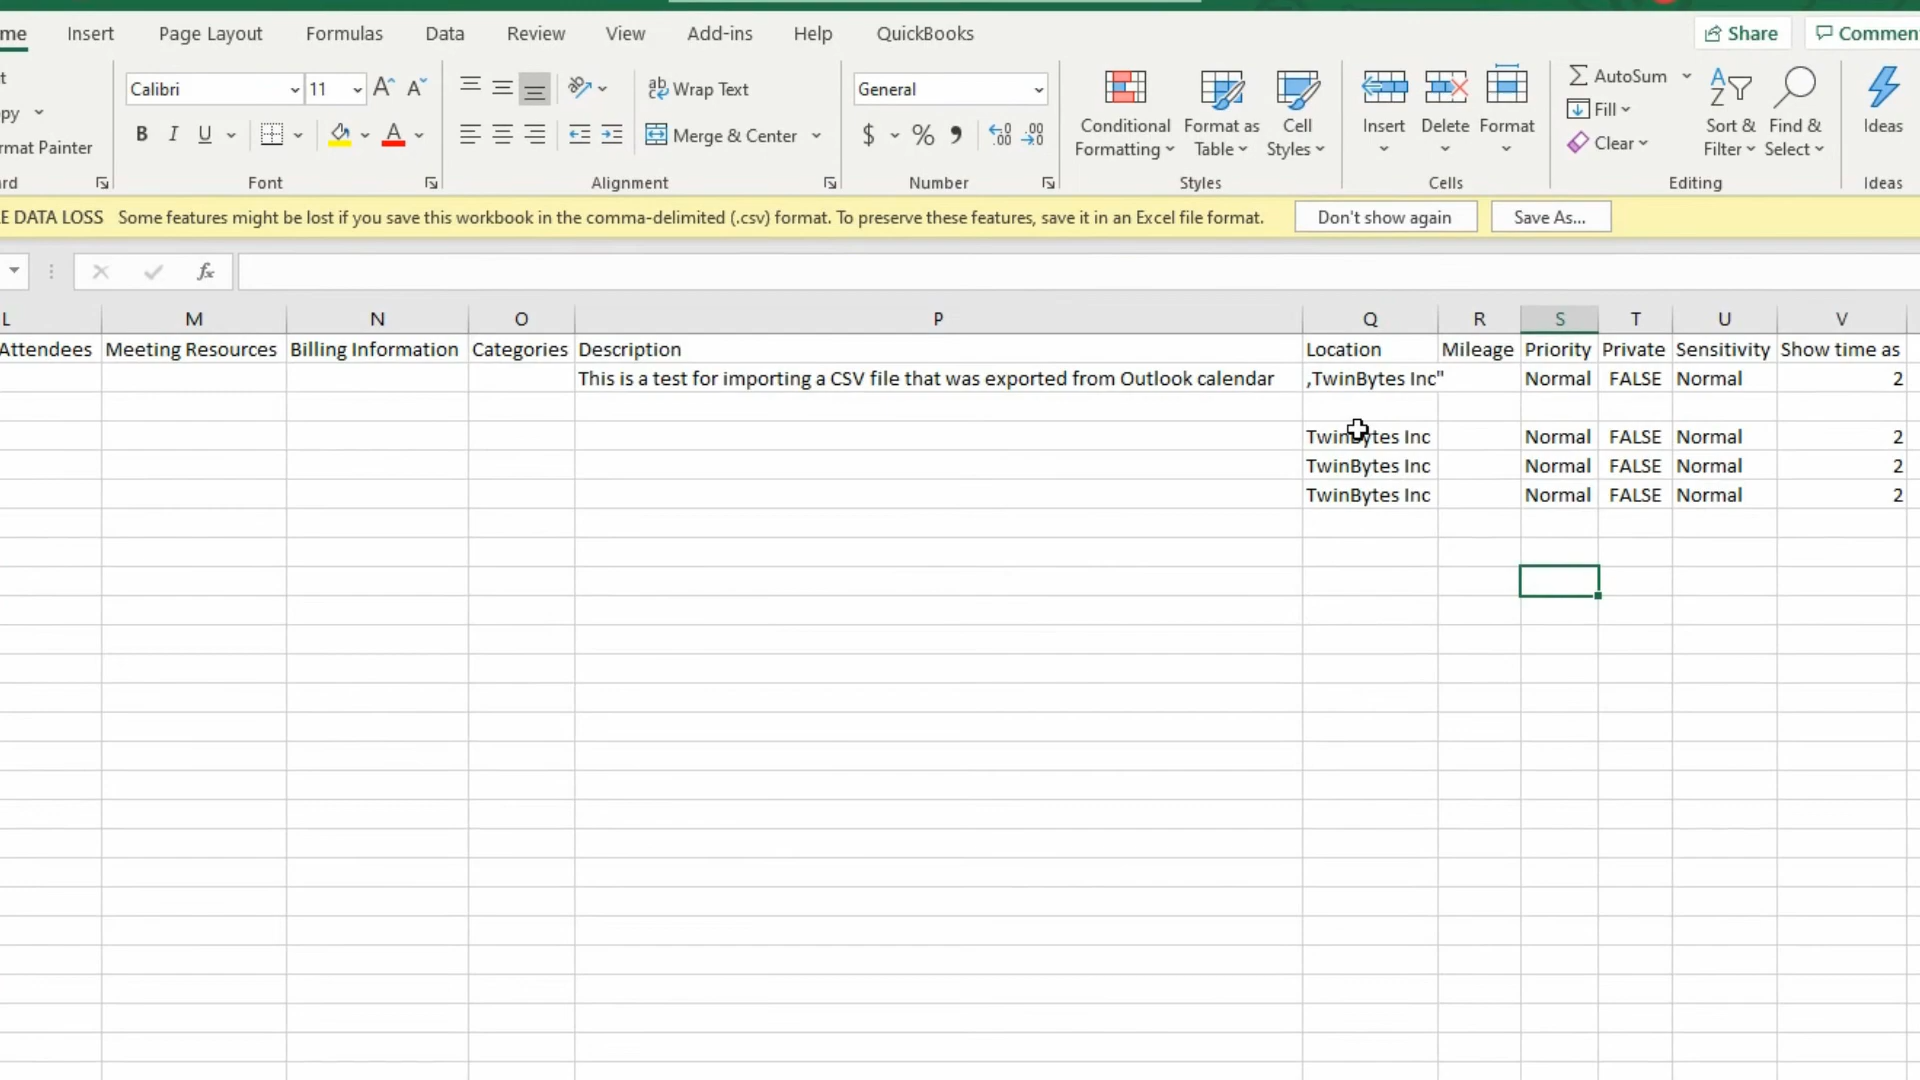 me Insert Page Layout Formulas Data Review View Add-ins Help QuickBooks Share Commen
Calibri 11 Wrap Text General AutoSum
py Fill
rmat Painter B I U Merge & Center $ % Conditional Formatting Format as Table Cell Styles Insert Delete Format Clear Sort & Filter Find & Select Ideas
rd Font Alignment Number Styles Cells Editing Ideas
E DATA LOSS Some features might be lost if you save this workbook in the comma-delimited (.csv) format. To preserve these features, save it in an Excel file format. Don't show again Save As...
fx
L M N O P Q R S T U V
Attendees Meeting Resources Billing Information Categories Description Location Mileage Priority Private Sensitivity Show time as
This is a test for importing a CSV file that was exported from Outlook calendar ,TwinBytes Inc" Normal FALSE Normal 2
TwinBytes Inc Normal FALSE Normal 2
TwinBytes Inc Normal FALSE Normal 2
TwinBytes Inc Normal FALSE Normal 2